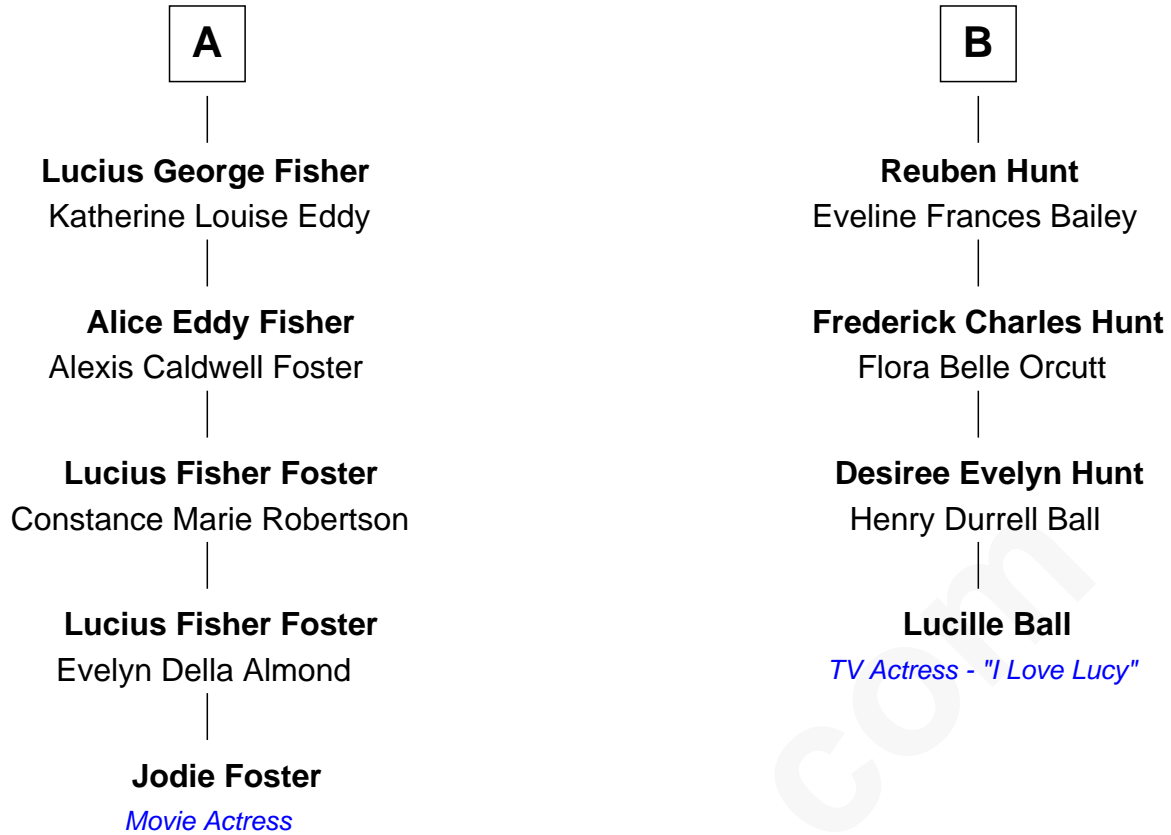 A
Lucius George Fisher
Katherine Louise Eddy
Alice Eddy Fisher
Alexis Caldwell Foster
Lucius Fisher Foster
Constance Marie Robertson
Lucius Fisher Foster
Evelyn Della Almond
Jodie Foster
Movie Actress
B
Reuben Hunt
Eveline Frances Bailey
Frederick Charles Hunt
Flora Belle Orcutt
Desiree Evelyn Hunt
Henry Durrell Ball
Lucille Ball
TV Actress - "I Love Lucy"
com